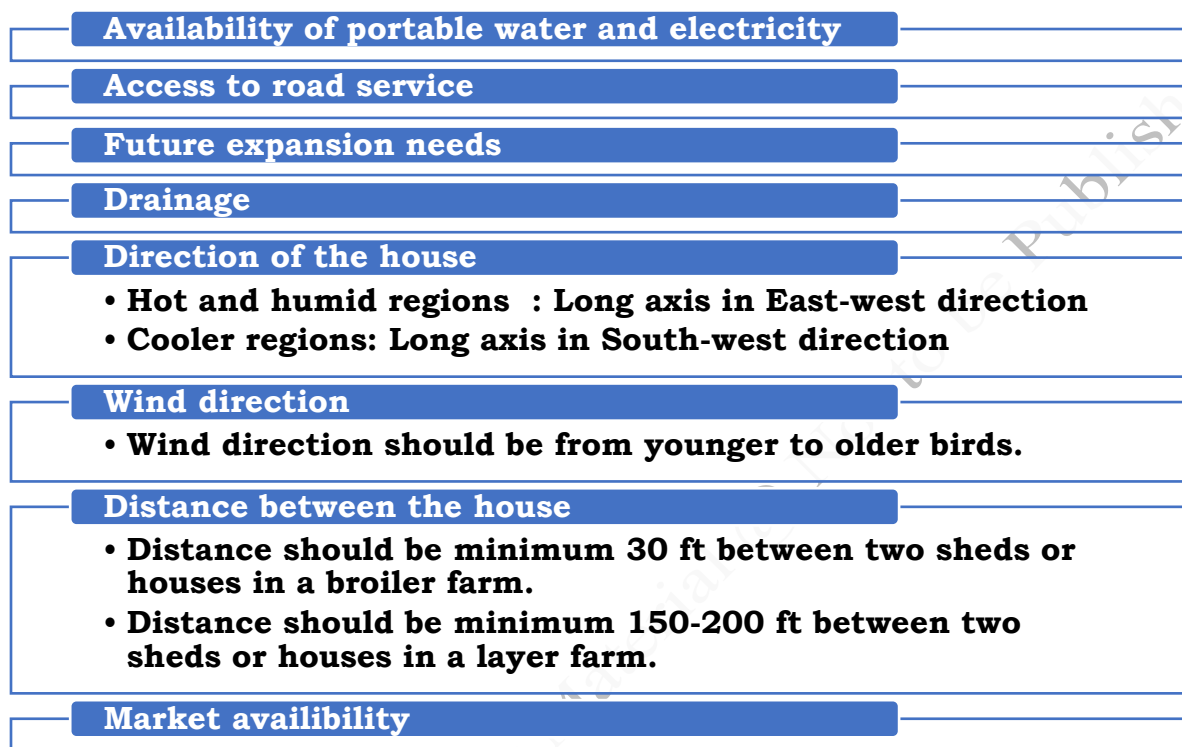 Availability of portable water and electricity
Access to road service
Future expansion needs
Drainage
Direction of the house
• Hot and humid regions : Long axis in East-west direction
• Cooler regions: Long axis in South-west direction
Wind direction
• Wind direction should be from younger to older birds.
Distance between the house
• Distance should be minimum 30 ft between two sheds or
houses in a broiler farm.
• Distance should be minimum 150-200 ft between two
sheds or houses in a layer farm.
Market availibility